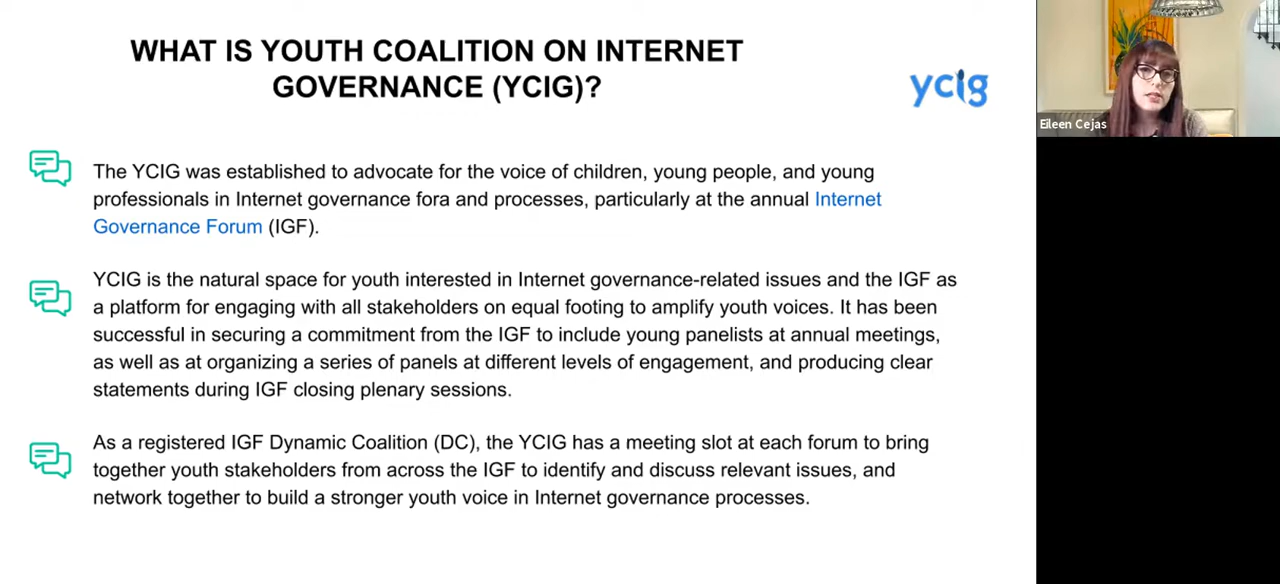 WHAT IS YOUTH COALITION ON INTERNET
GOVERNANCE (YCIG)?
ycig
Eileen Cejas
The YCIG was established to advocate for the voice of children, young people, and young
professionals in Internet governance fora and processes, particularly at the annual Internet
Governance Forum (IGF).
YCIG is the natural space for youth interested in Internet governance-related issues and the IGF as
a platform for engaging with all stakeholders on equal footing to amplify youth voices. It has been
successful in securing a commitment from the IGF to include young panelists at annual meetings,
as well as at organizing a series of panels at different levels of engagement, and producing clear
statements during IGF closing plenary sessions.
As a registered IGF Dynamic Coalition (DC), the YCIG has a meeting slot at each forum to bring
together youth stakeholders from across the IGF to identify and discuss relevant issues, and
network together to build a stronger youth voice in Internet governance processes.